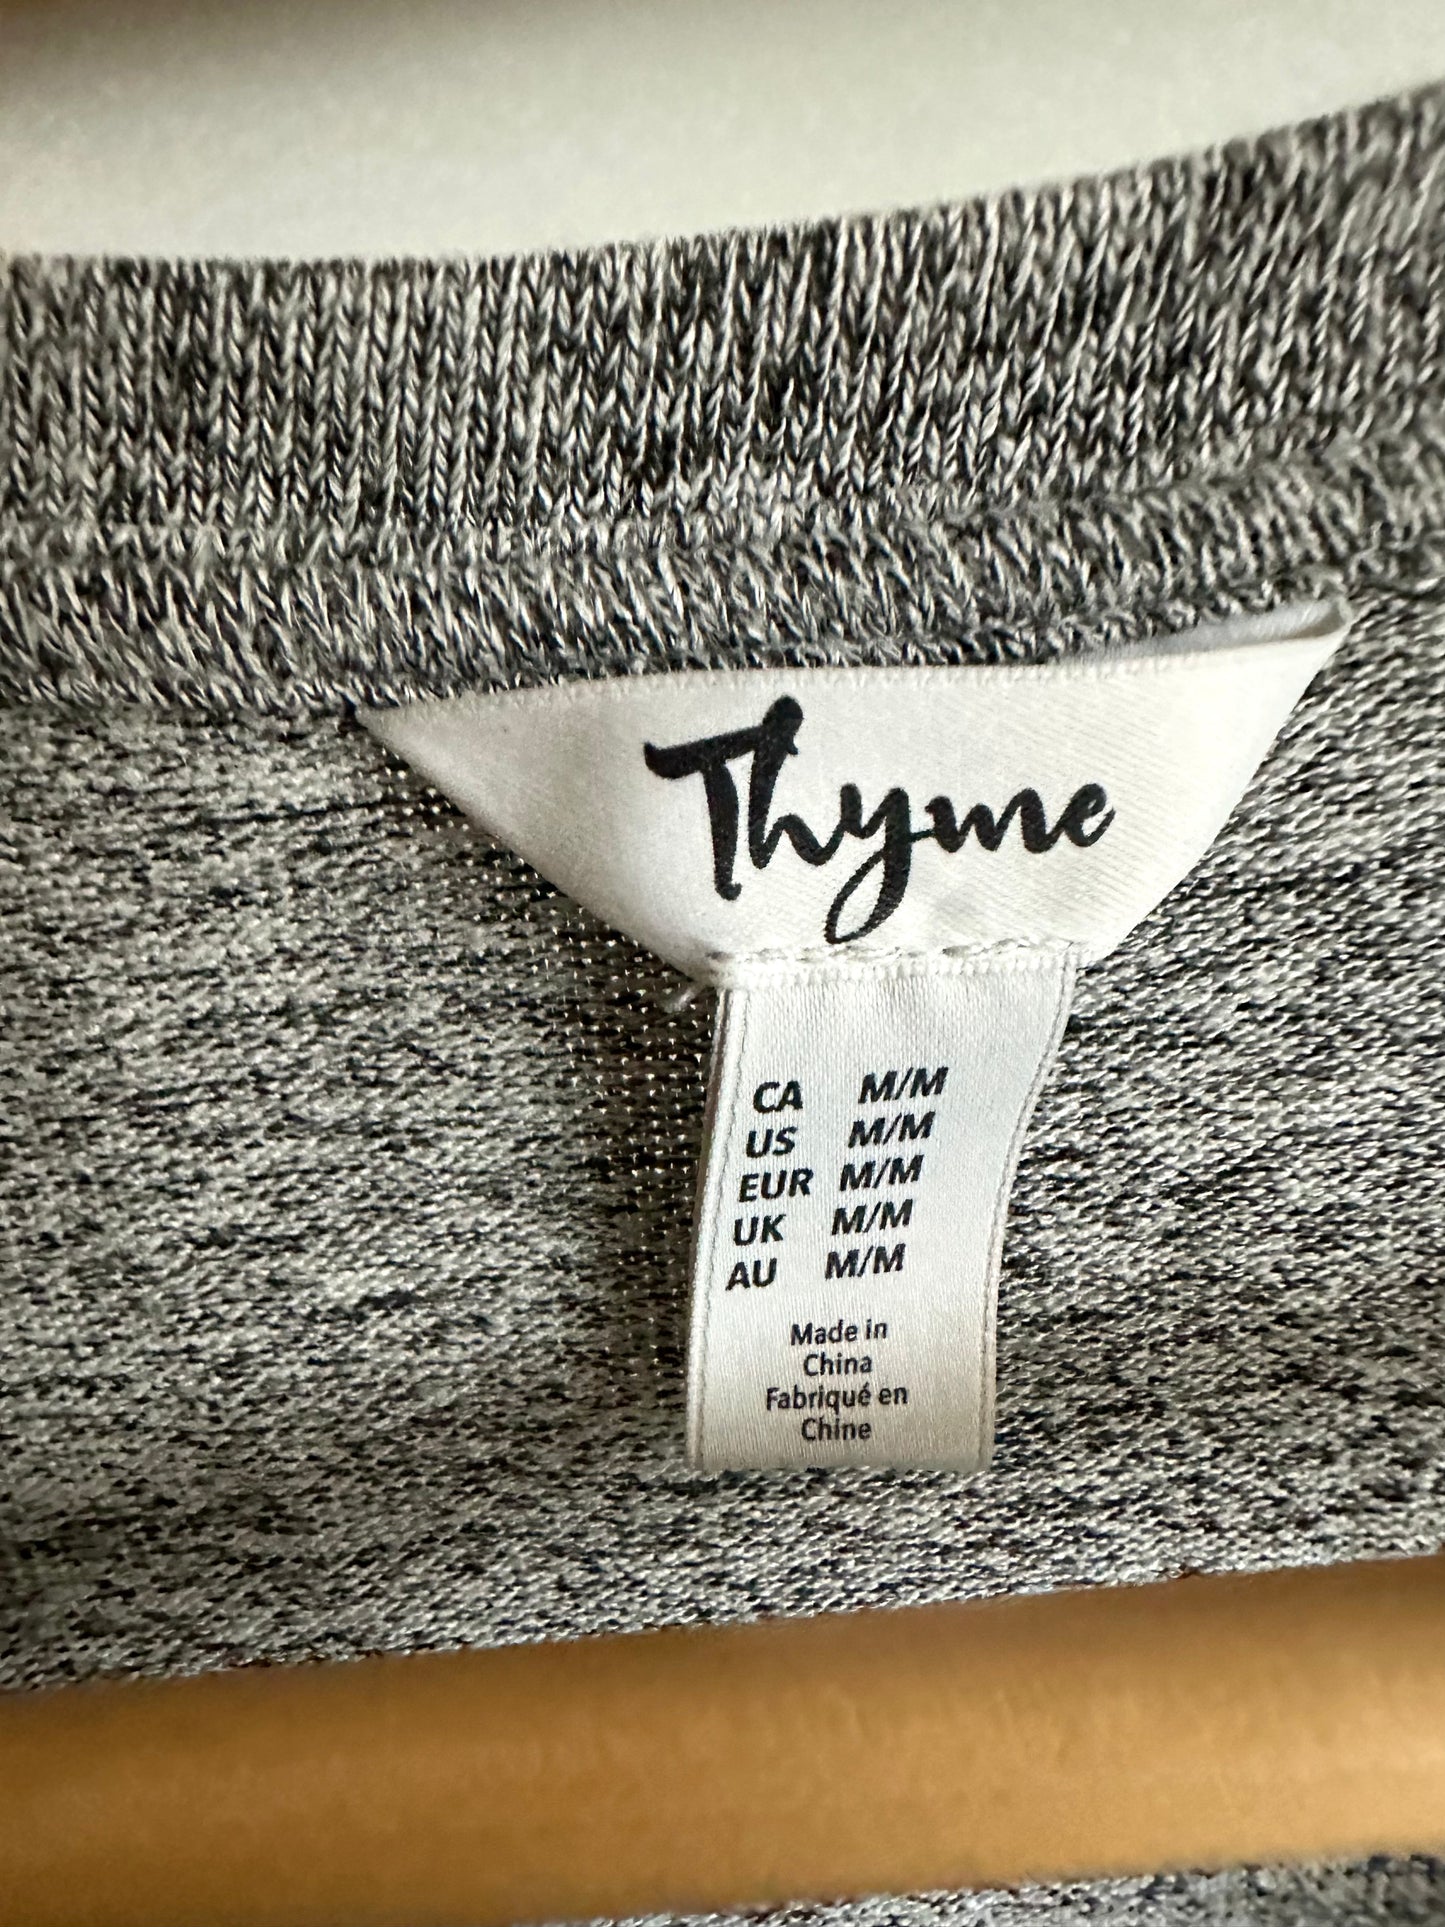 Thyme
CA M/M
US M/M
EUR M/M
UK M/M
AU M/M
Made in
China
Fabriqué en
Chine